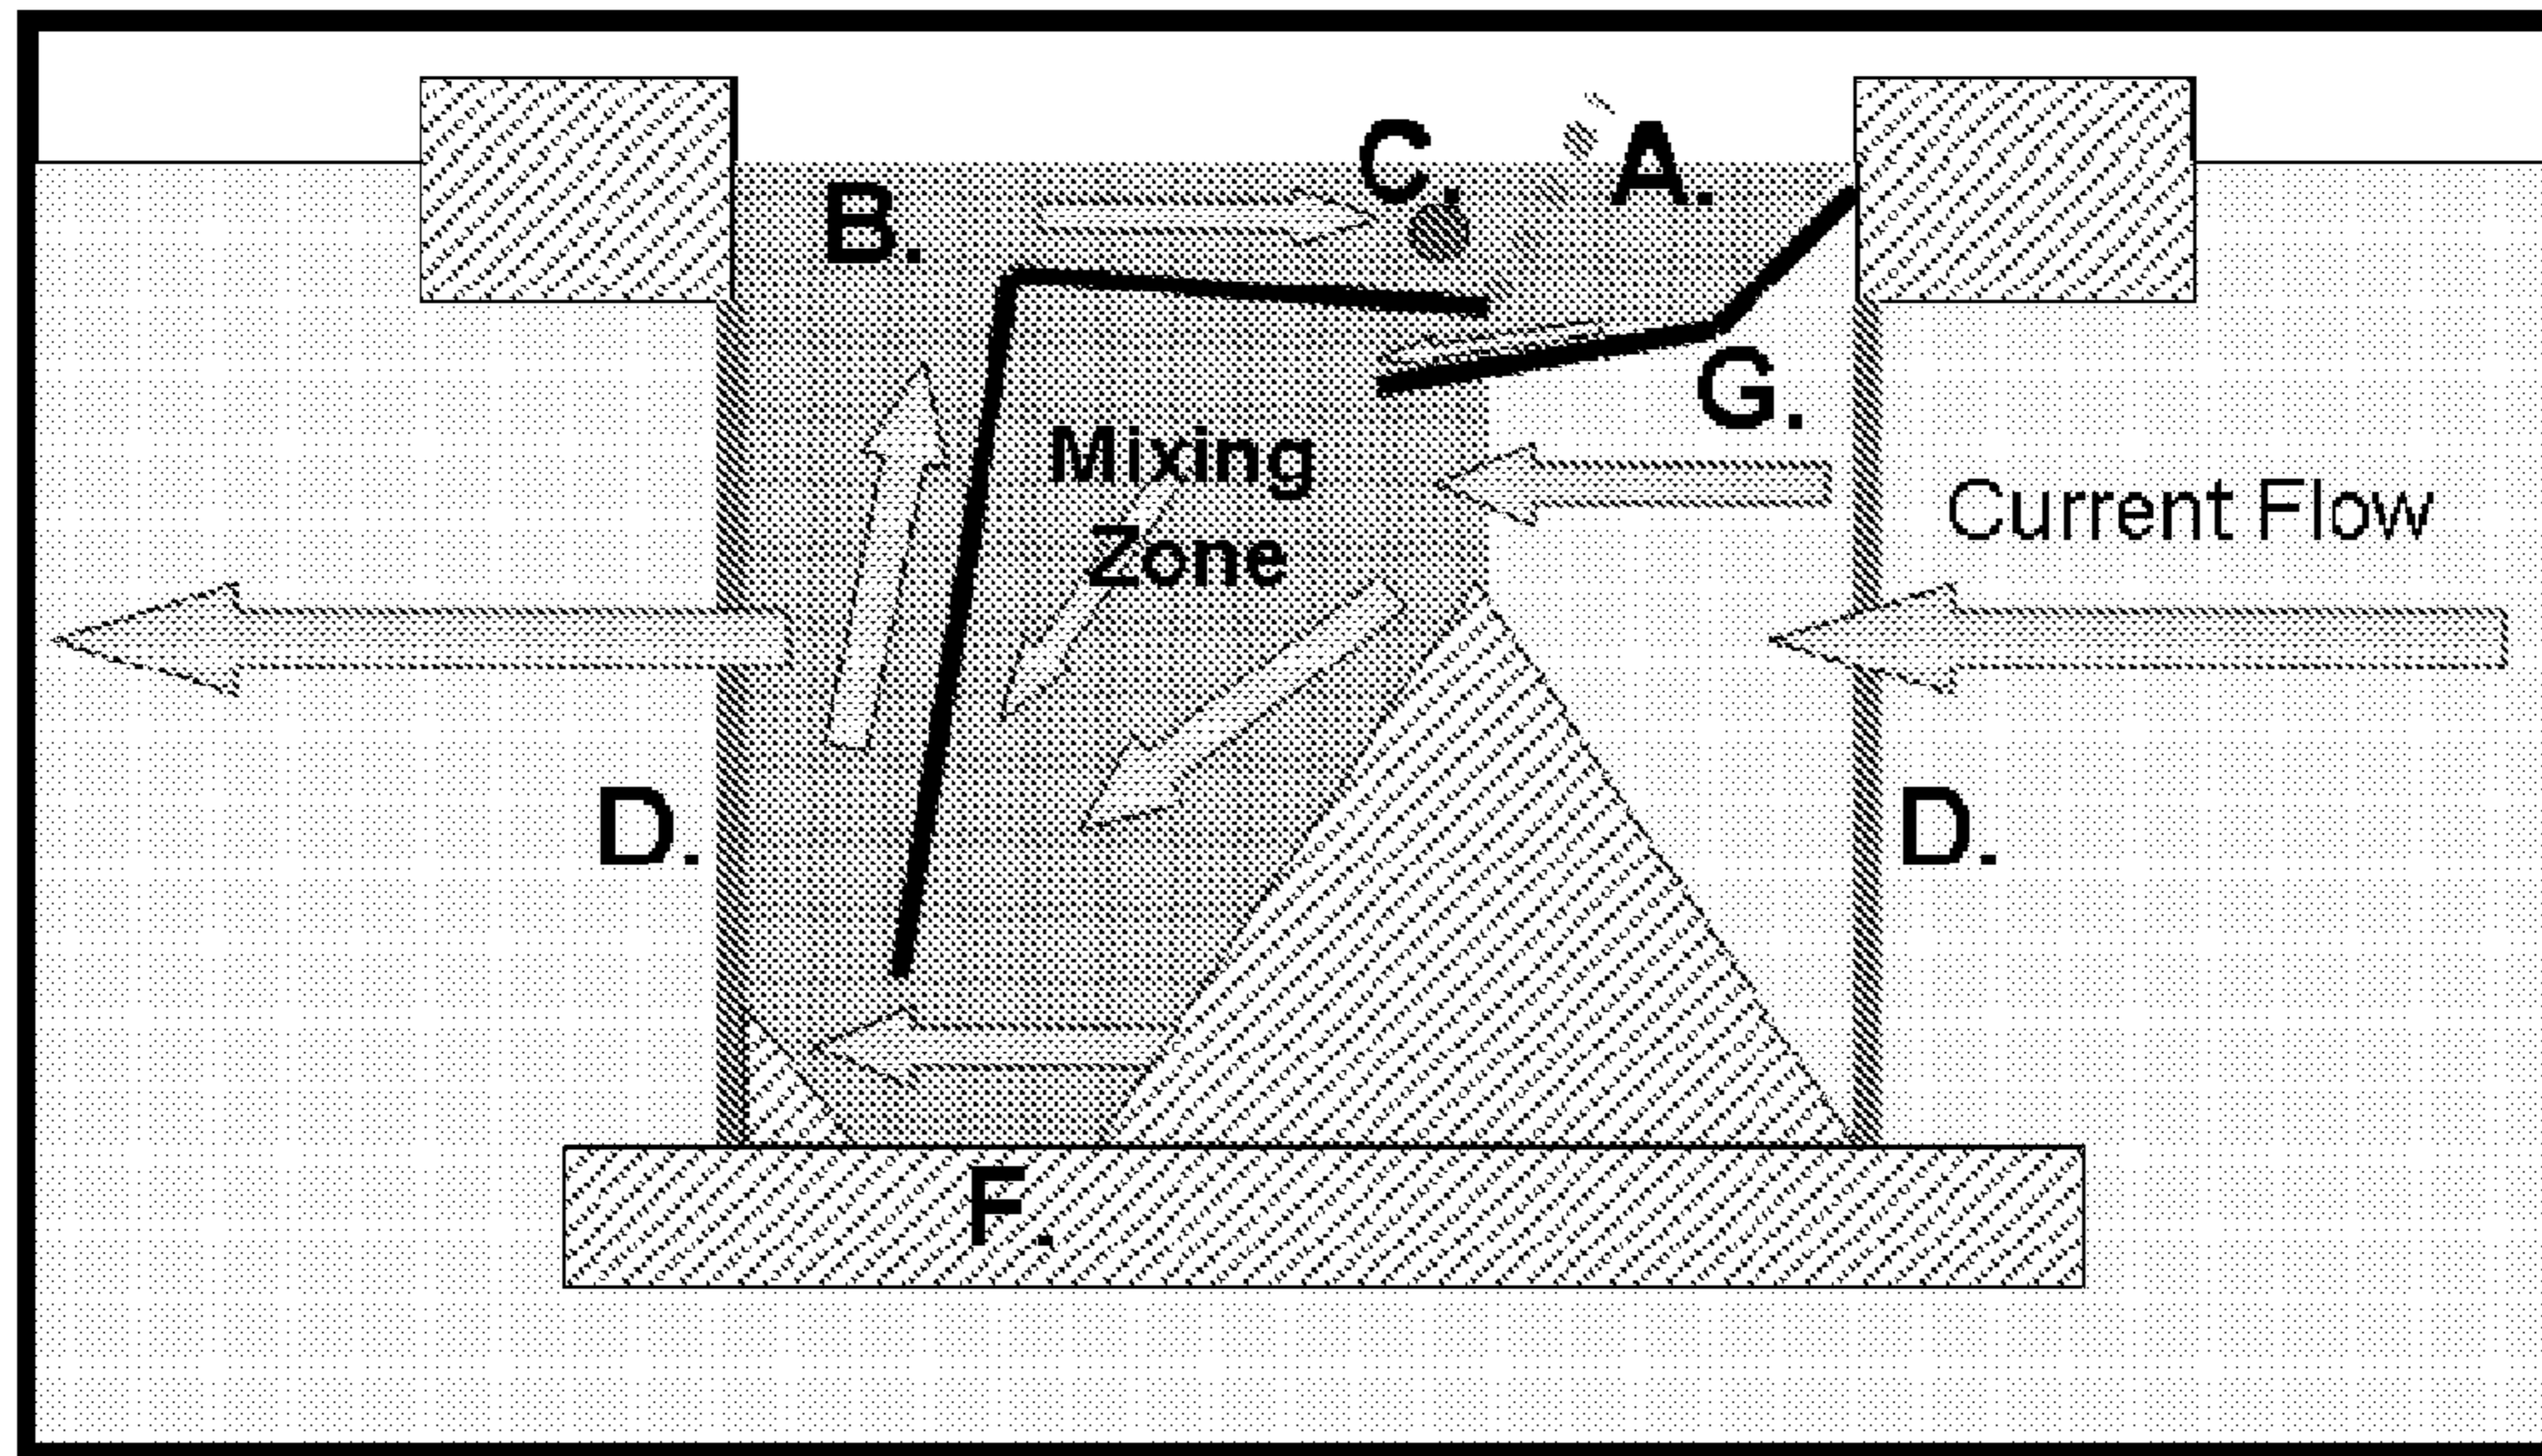 C. A.
B.
G.
Mixing
Zone
Current Flow
D. D.
F.